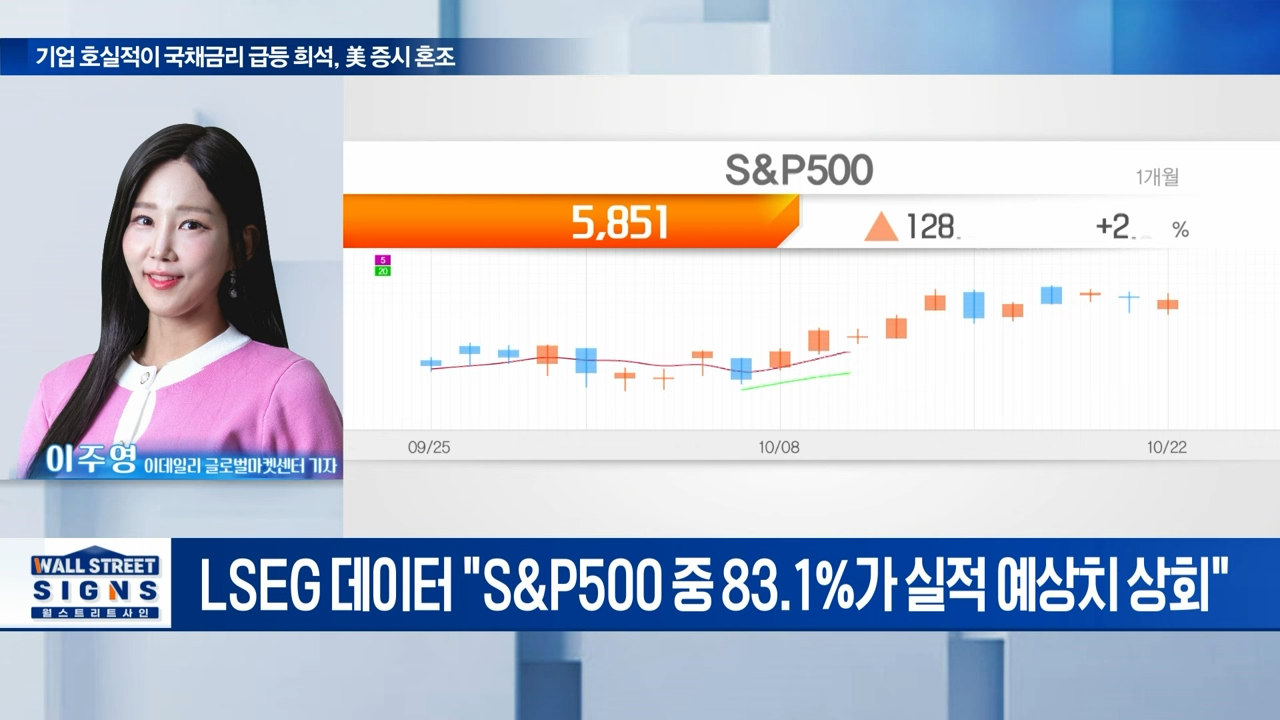 기업 호실적이 국채금리 급등 희석, 美 증시 혼조
S&P500
1개월
5,851
▲ 128.
+2. %
5
20
09/25
10/08
10/22
이주영 이데일리 글로벌마켓센터 기자
WALL STREET
SIGNS
월스트리트사인
LSEG 데이터 "S&P500 중 83.1%가 실적 예상치 상회"